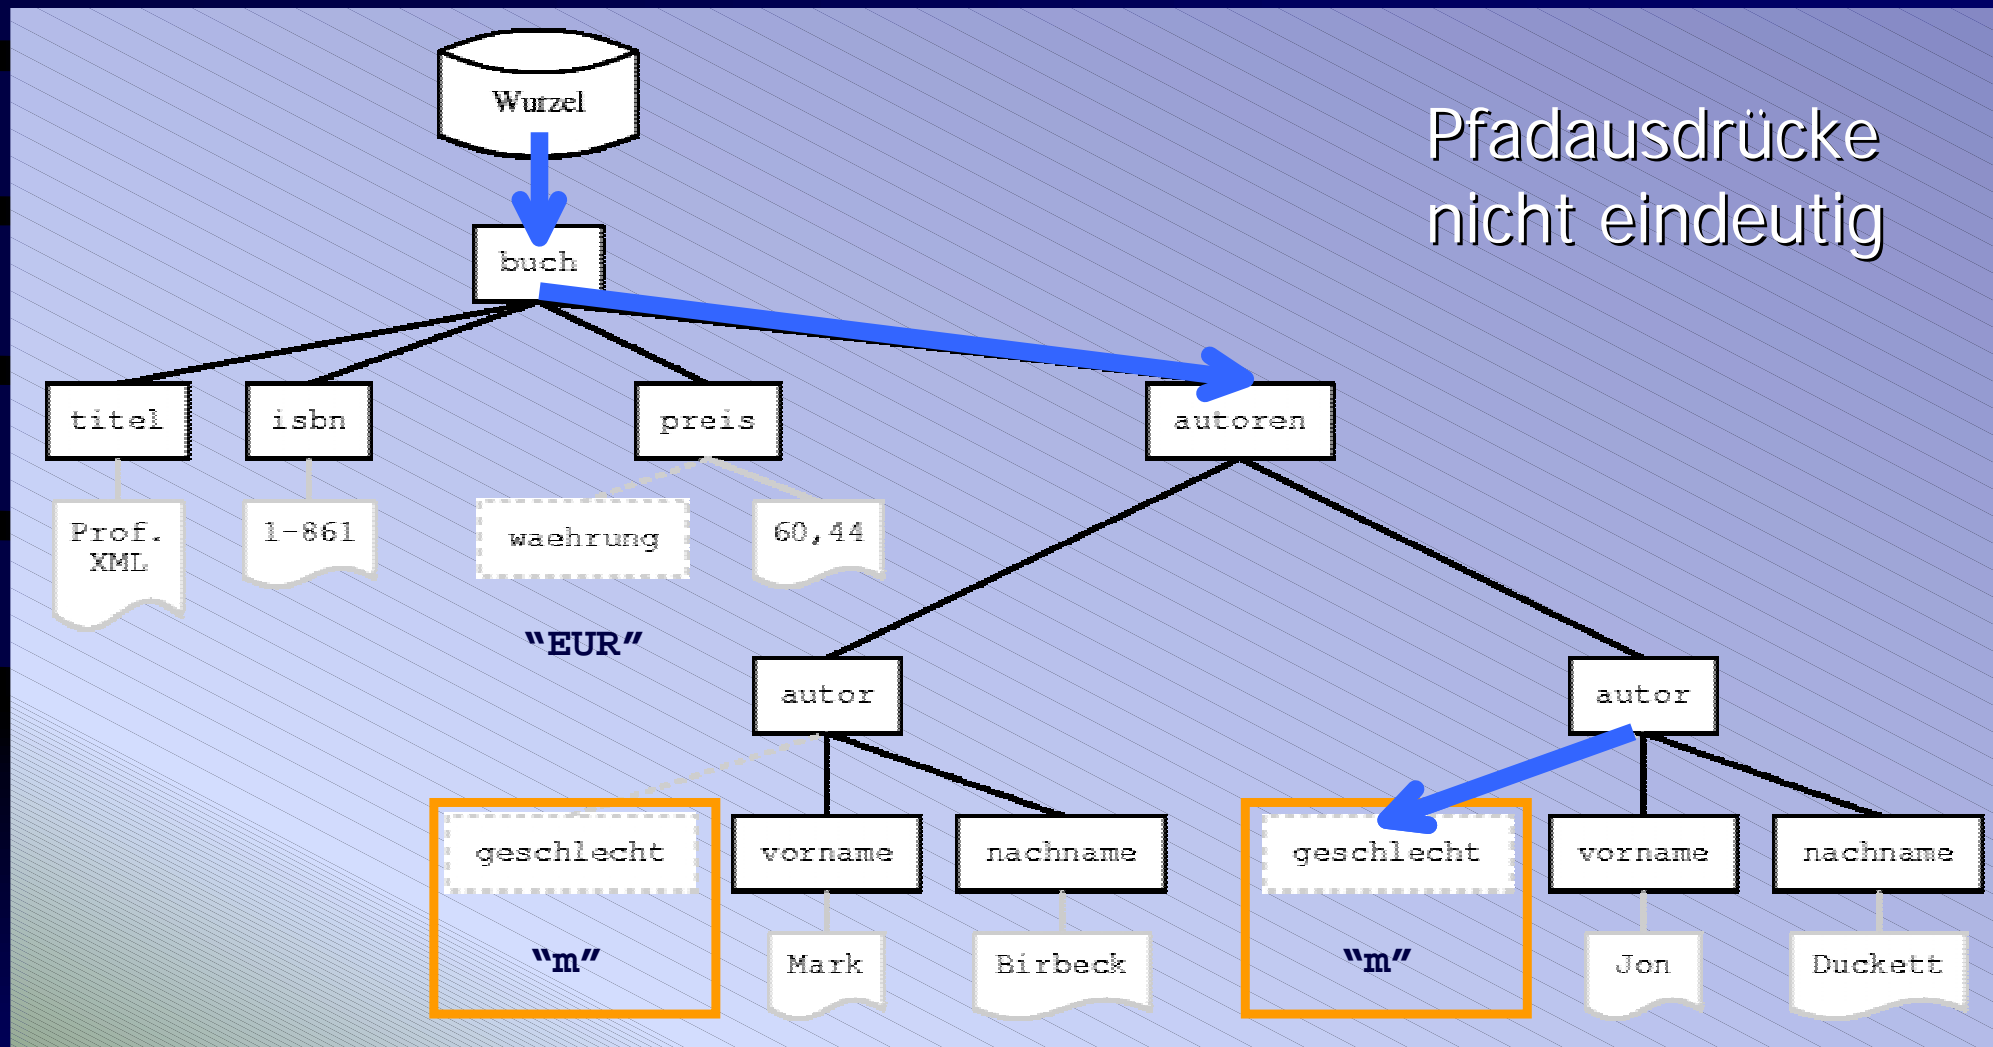 Wurzel
Pfadausdrücke
nicht eindeutig
buch
titel
isbn
preis
autoren
Prof.
XML
1-861
waehrung
60,44
"EUR"
autor
autor
geschlecht
vorname
nachname
geschlecht
vorname
nachname
"m"
Mark
Birbeck
"m"
Jon
Duckett